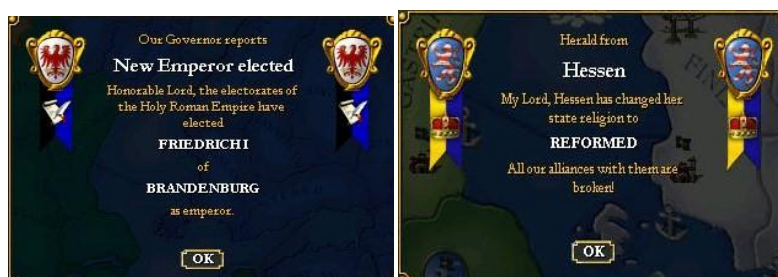 Our Governor reports
New Emperor elected
Honorable Lord, the electorates of
the Holy Roman Empire have
elected
FRIEDRICH I
of
BRANDENBURG
as emperor.
OK
Herald from
Hessen
My Lord, Hessen has changed her
state religion to
REFORMED
All our alliances with them are
broken!
OK